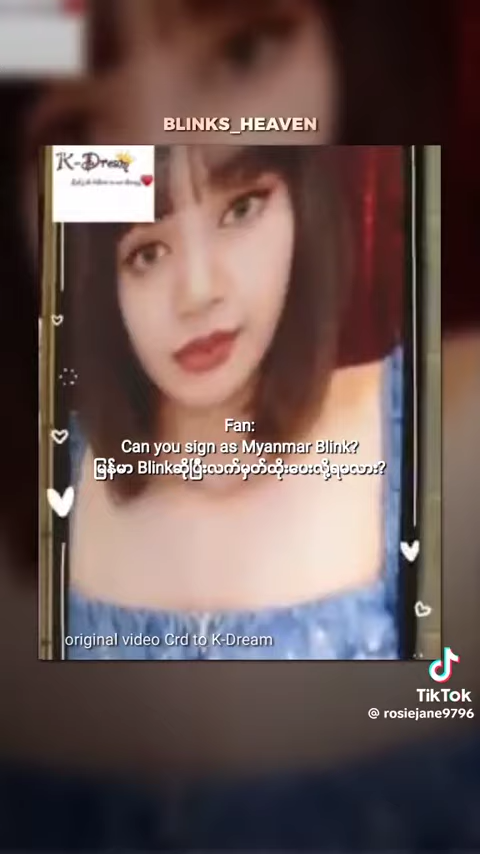 BLINKS_HEAVEN
K-Dream
Fan:
Can you sign as Myanmar Blink?
မြန်မာ Blinkဆိုပြီးလက်မှတ်ထိုးပေးလို့ရမလား?
original video Crd to K-Dream
TikTok
@ rosiejane9796